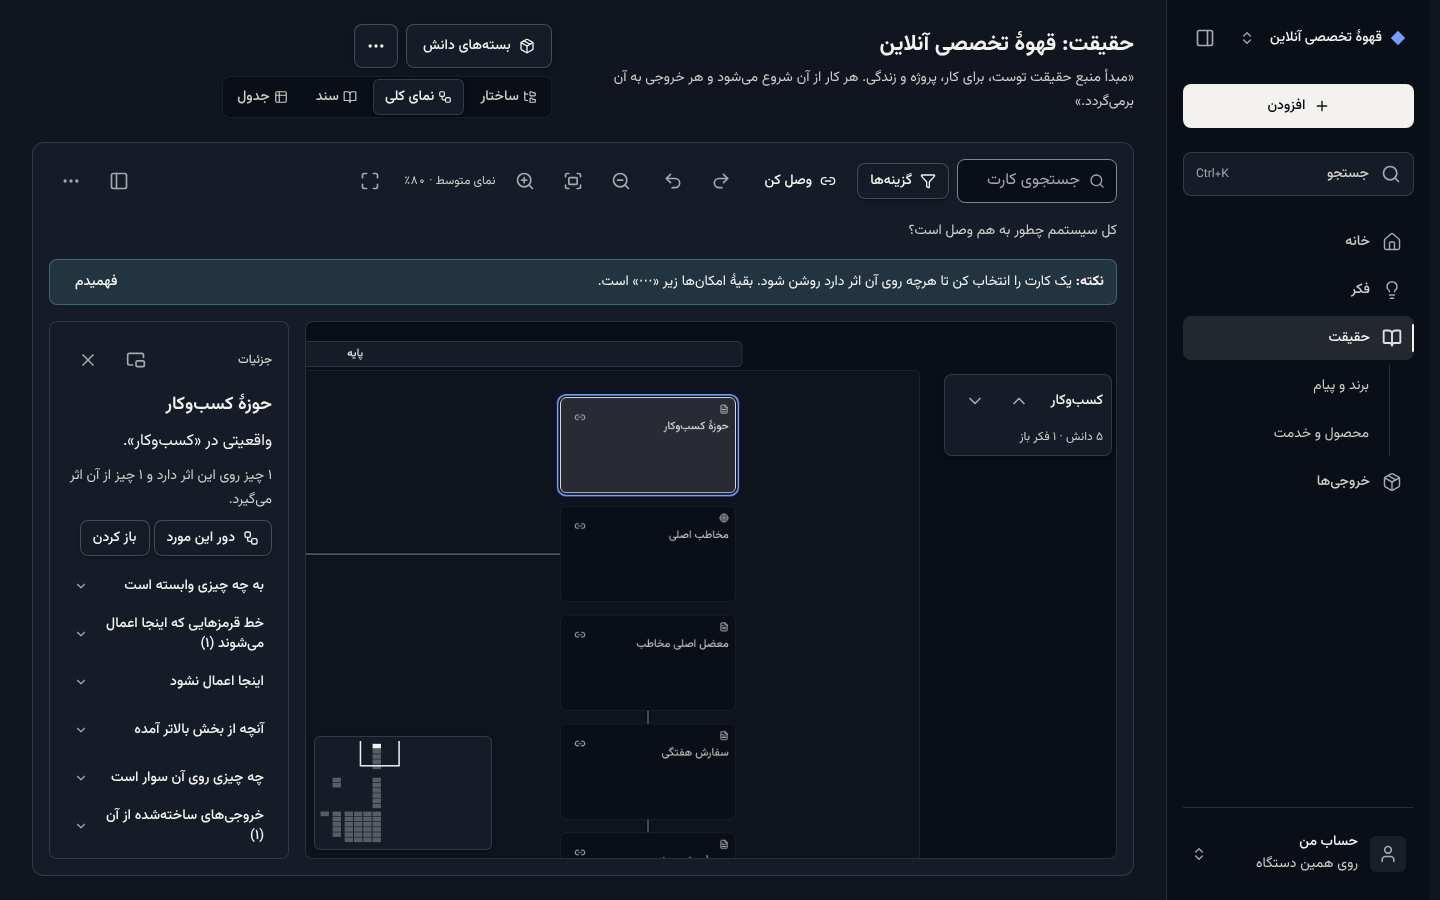 قهوهٔ تخصصی آنلاین
افزودن
جستجو
Ctrl+K
خانه
فکر
حقیقت
برند و پیام
محصول و خدمت
خروجی‌ها
حساب من
روی همین دستگاه
حقیقت: قهوهٔ تخصصی آنلاین
«مبدأ منبع حقیقت توست، برای کار، پروژه و زندگی. هر کار از آن شروع می‌شود و هر خروجی به آن
برمی‌گردد.»
بسته‌های دانش
ساختار
نمای کلی
سند
جدول
جستجوی کارت
گزینه‌ها
وصل کن
نمای متوسط · ۸۰٪
کل سیستمم چطور به هم وصل است؟
نکته: یک کارت را انتخاب کن تا هرچه روی آن اثر دارد روشن شود. بقیهٔ امکان‌ها زیر «···» است.
فهمیدم
کسب‌وکار
۵ دانش · ۱ فکر باز
پایه
حوزهٔ کسب‌وکار
مخاطب اصلی
معضل اصلی مخاطب
سفارش هفتگی
جزئیات
حوزهٔ کسب‌وکار
واقعیتی در «کسب‌وکار».
۱ چیز روی این اثر دارد و ۱ چیز از آن اثر
می‌گیرد.
دور این مورد
باز کردن
به چه چیزی وابسته است
خط قرمزهایی که اینجا اعمال
می‌شوند (۱)
اینجا اعمال نشود
آنچه از بخش بالاتر آمده
چه چیزی روی آن سوار است
خروجی‌های ساخته‌شده از آن
(۱)